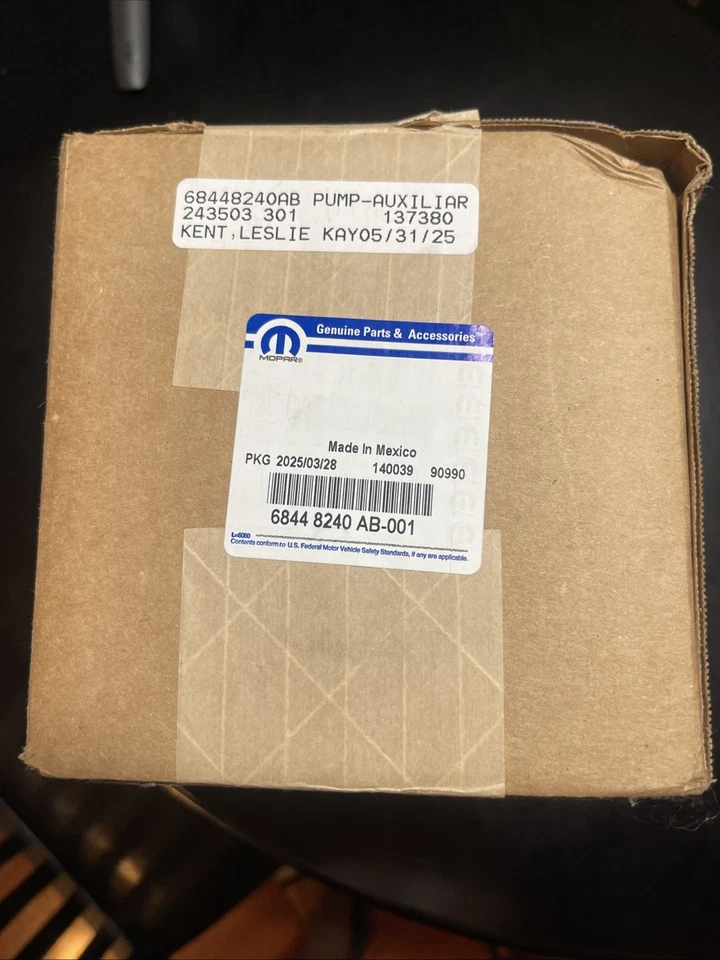 68448240AB PUMP-AUXILIAR
243503 301 137380
KENT,LESLIE KAY05/31/25
Genuine Parts & Accessories™
MOPAR®
Made In Mexico
PKG 2025/03/28 140039 90990
6844 8240 AB-001
L-6060
Contents conform to U.S. Federal Motor Vehicle Safety Standards, if any are applicable.